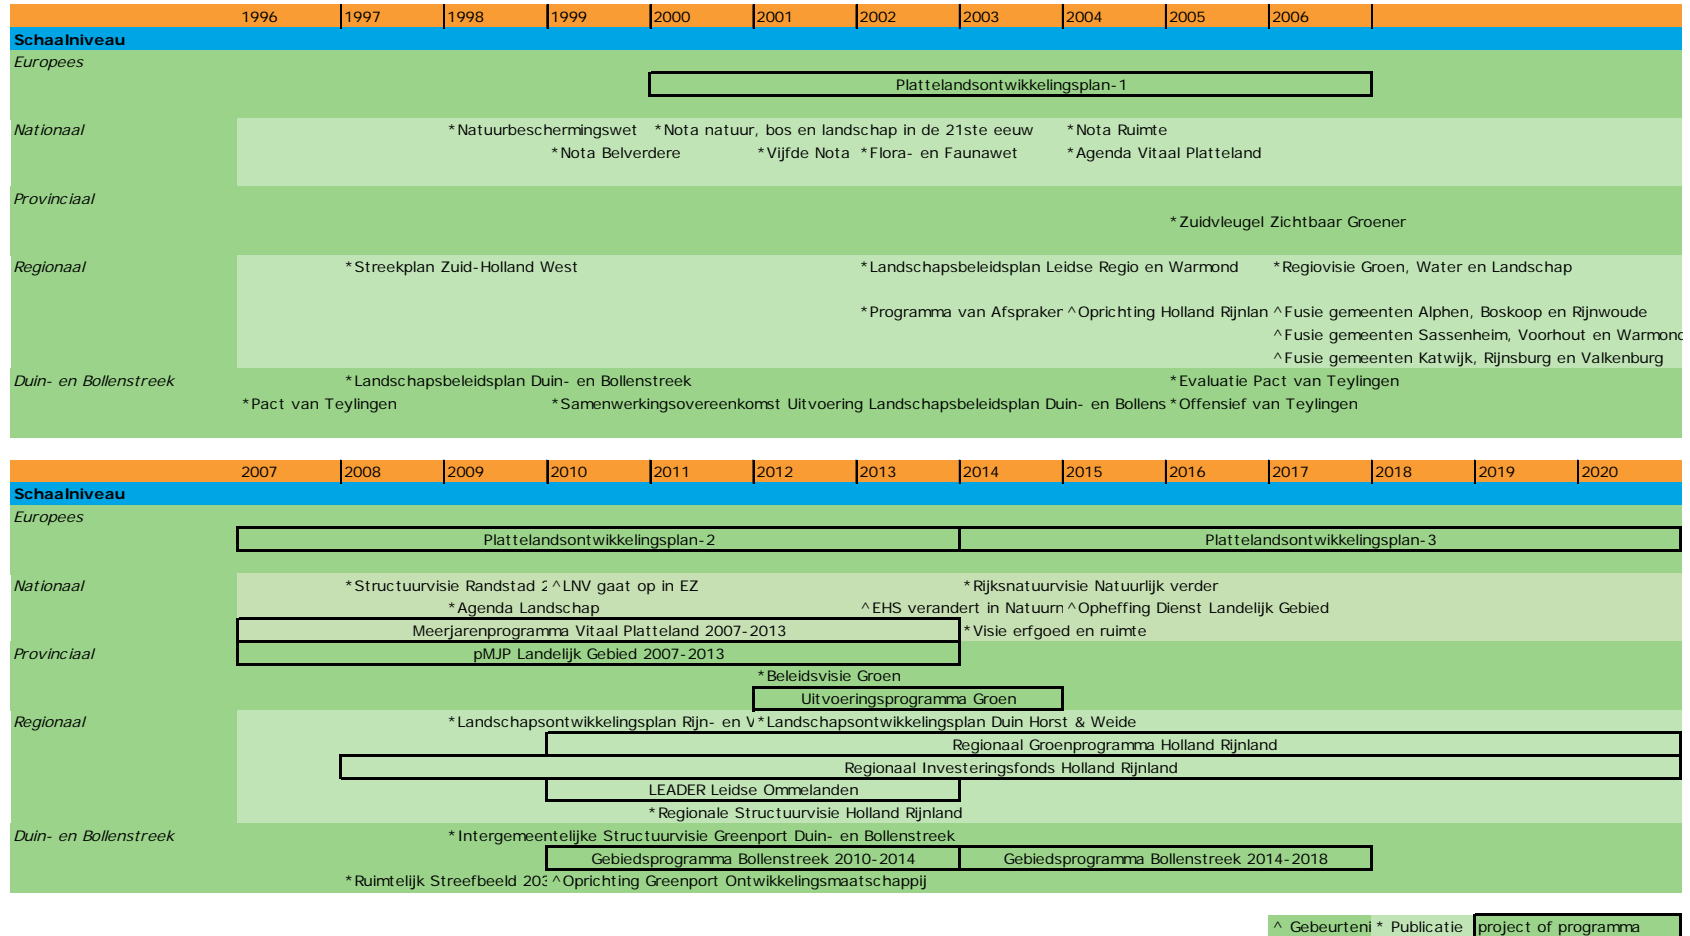 1996 1997 1998 1999 2000 2001 2002 2003 2004 2005 2006
Schaalniveau
Europees
Plattelandsontwikkelingsplan-1
Nationaal *Natuurbeschermingswet *Nota natuur, bos en landschap in de 21ste eeuw *Nota Ruimte
*Nota Belverdere *Vijfde Nota *Flora- en Faunawet *Agenda Vitaal Platteland
Provinciaal
*Zuidvleugel Zichtbaar Groener
Regionaal *Streekplan Zuid-Holland West *Landschapsbeleidsplan Leidse Regio en Warmond *Regiovisie Groen, Water en Landschap
*Programma van Afspraker ^Oprichting Holland Rijnlan ^Fusie gemeenten Alphen, Boskoop en Rijnwoude
^Fusie gemeenten Sassenheim, Voorhout en Warmond
^Fusie gemeenten Katwijk, Rijnsburg en Valkenburg
Duin- en Bollenstreek *Landschapsbeleidsplan Duin- en Bollenstreek *Evaluatie Pact van Teylingen
*Pact van Teylingen *Samenwerkingsovereenkomst Uitvoering Landschapsbeleidsplan Duin- en Bollens *Offensief van Teylingen
2007 2008 2009 2010 2011 2012 2013 2014 2015 2016 2017 2018 2019 2020
Schaalniveau
Europees
Plattelandsontwikkelingsplan-2 Plattelandsontwikkelingsplan-3
Nationaal *Structuurvisie Randstad 2 ^LNV gaat op in EZ *Rijksnatuurvisie Natuurlijk verder
*Agenda Landschap ^EHS verandert in Natuurn ^Opheffing Dienst Landelijk Gebied
Meerjarenprogramma Vitaal Platteland 2007-2013 *Visie erfgoed en ruimte
Provinciaal pMJP Landelijk Gebied 2007-2013
*Beleidsvisie Groen
Uitvoeringsprogramma Groen
Regionaal *Landschapsontwikkelingsplan Rijn- en V *Landschapsontwikkelingsplan Duin Horst & Weide
Regionaal Groenprogramma Holland Rijnland
Regionaal Investeringsfonds Holland Rijnland
LEADER Leidse Ommelanden
*Regionale Structuurvisie Holland Rijnland
Duin- en Bollenstreek *Intergemeentelijke Structuurvisie Greenport Duin- en Bollenstreek
Gebiedsprogramma Bollenstreek 2010-2014 Gebiedsprogramma Bollenstreek 2014-2018
*Ruimtelijk Streefbeeld 203 ^Oprichting Greenport Ontwikkelingsmaatschappij
^ Gebeurteni * Publicatie project of programma